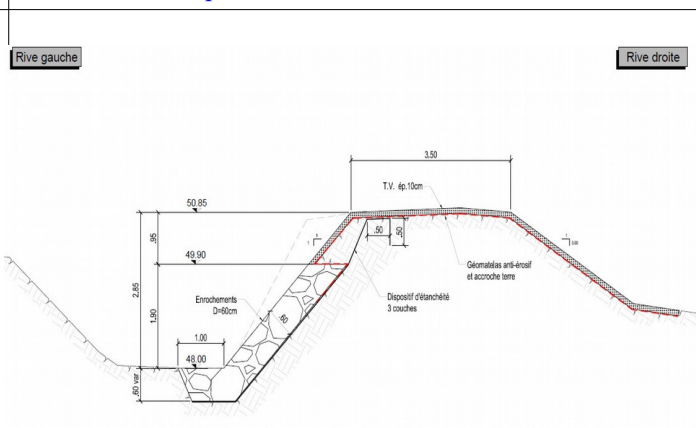 Rive gauche
Rive droite
3.50
T.V. ép.10cm
50.85
.50
.50
.95
49.90
Géomatelas anti-érosif
et accroche terre
2,85
Enrochements
D=60cm
Dispositif d'étanchéité
3 couches
1,90
.60
1,00
48.00
,60 var